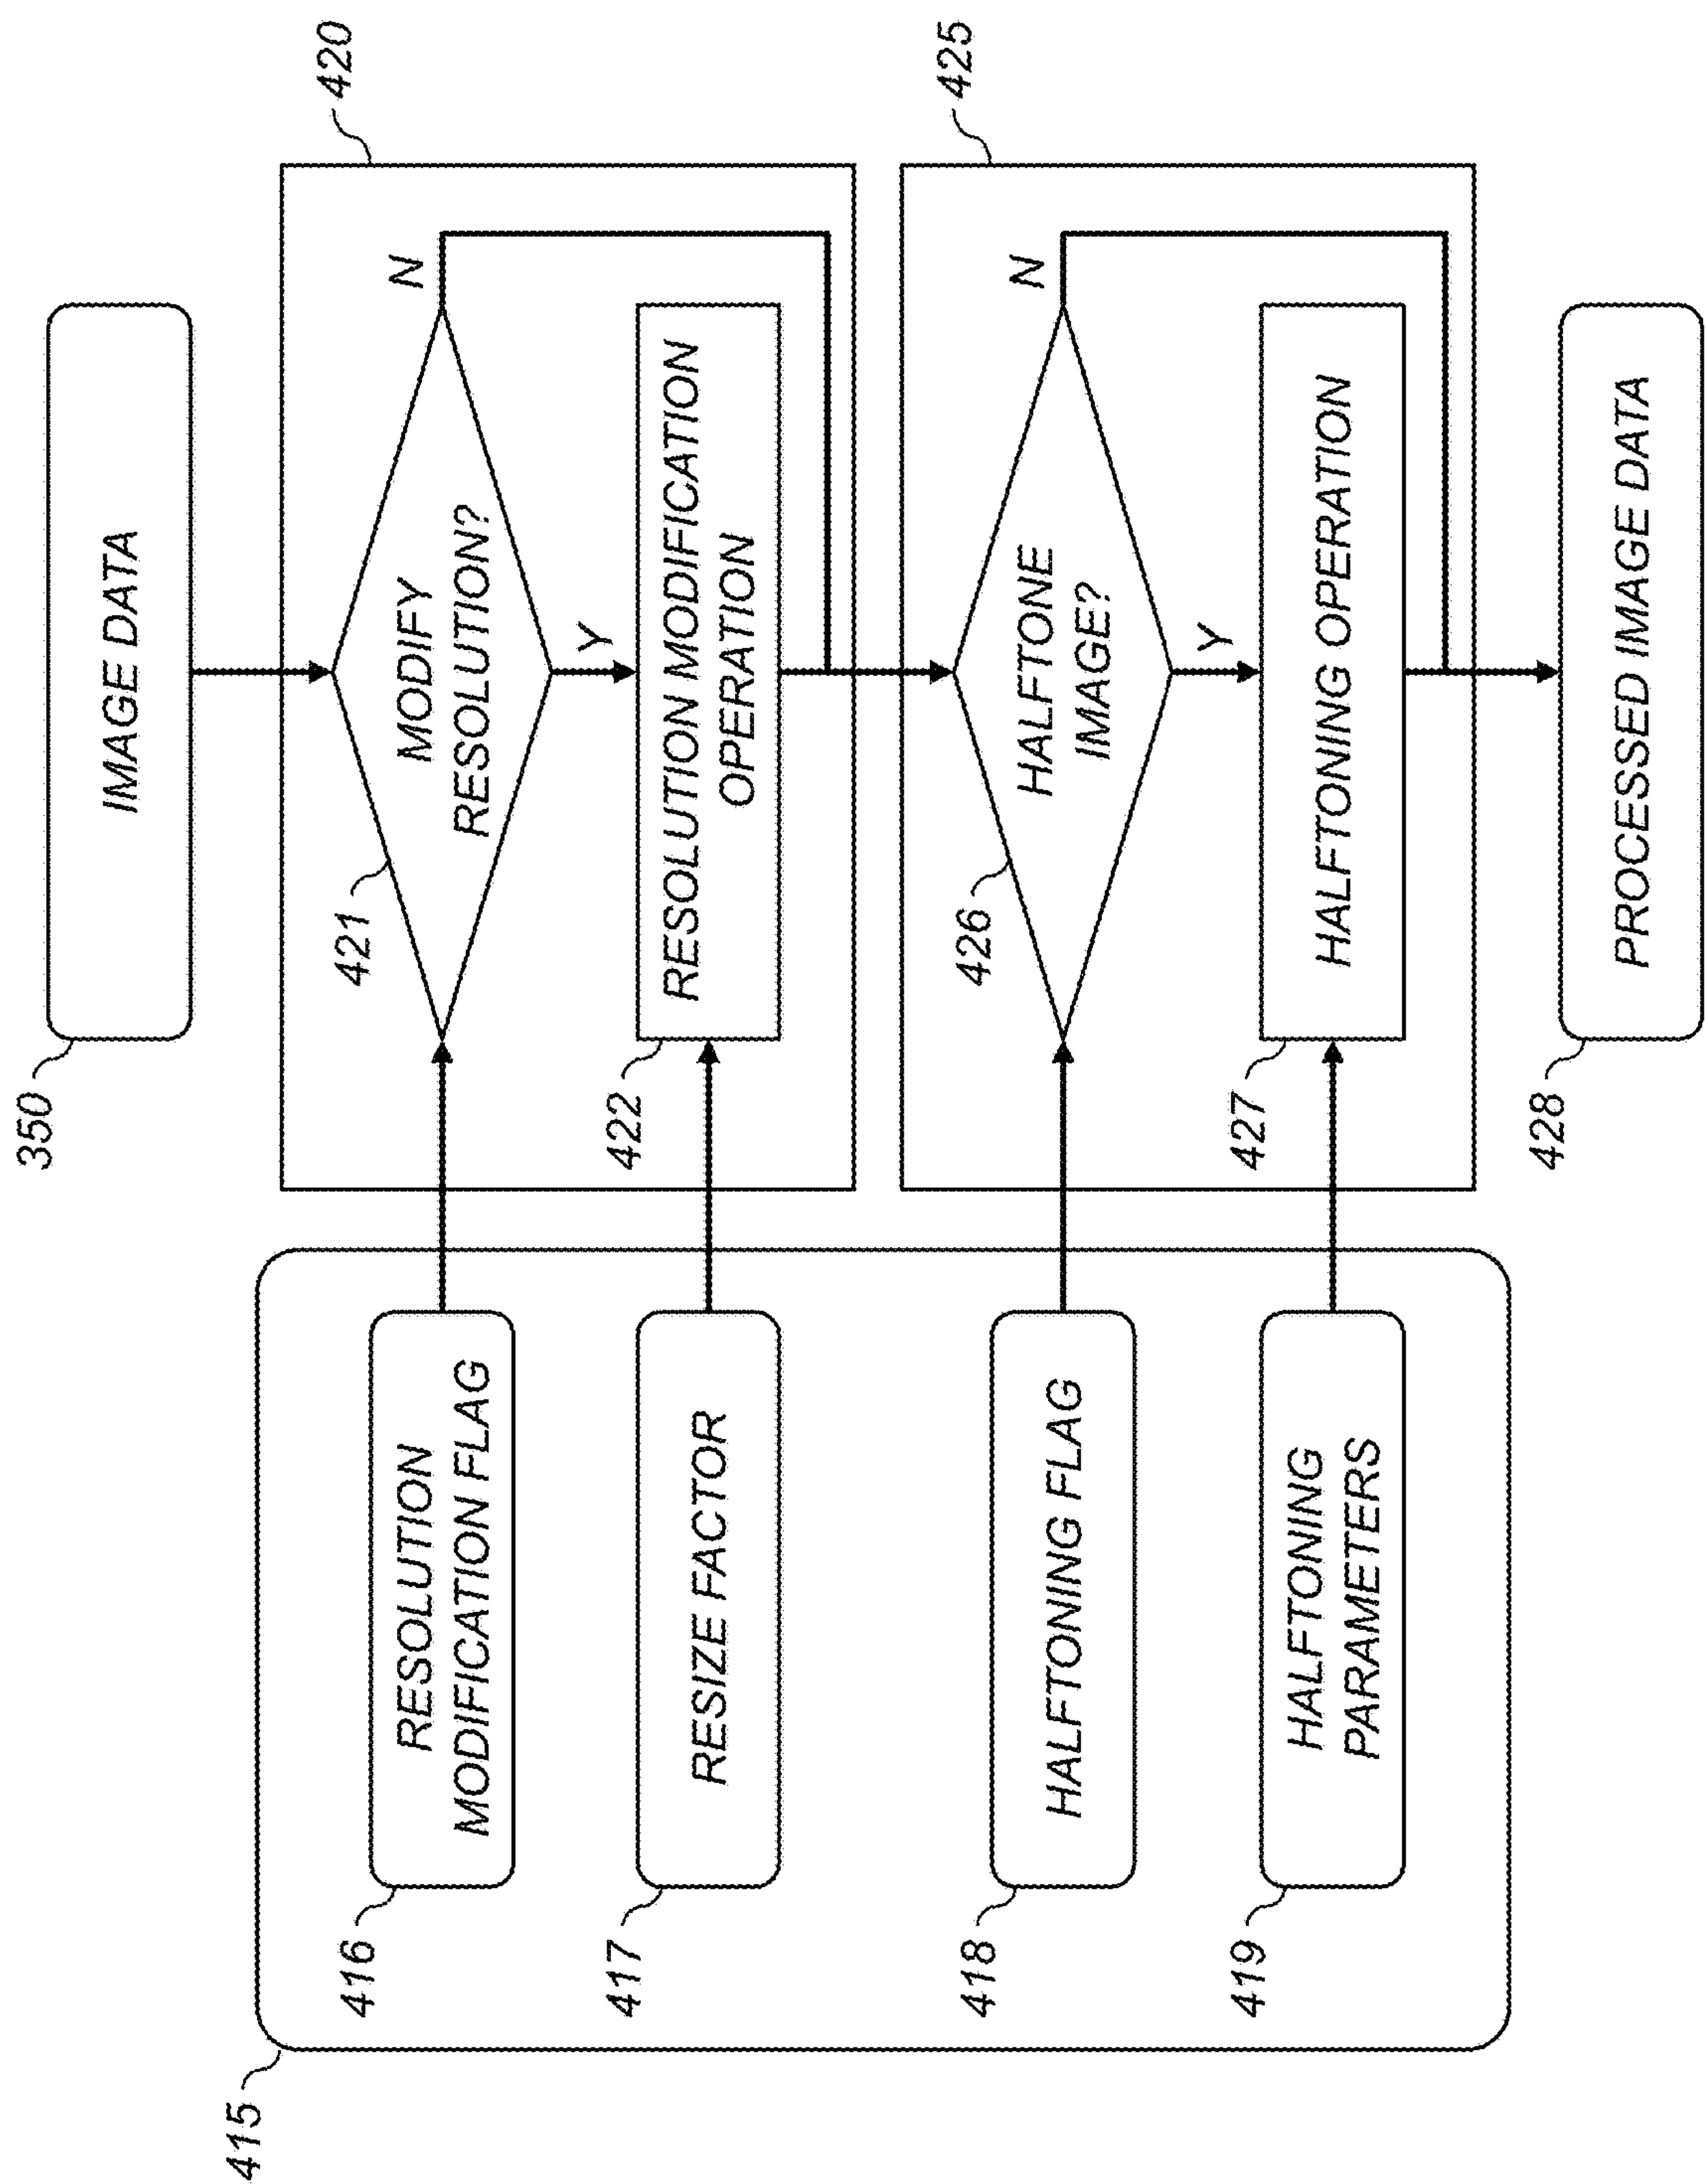 350
IMAGE DATA
420
421
MODIFY
RESOLUTION?
N
Y
422
RESOLUTION MODIFICATION
OPERATION
425
426
HALFTONE
IMAGE?
N
Y
427
HALFTONING OPERATION
428
PROCESSED IMAGE DATA
415
416
RESOLUTION
MODIFICATION FLAG
417
RESIZE FACTOR
418
HALFTONING FLAG
419
HALFTONING
PARAMETERS